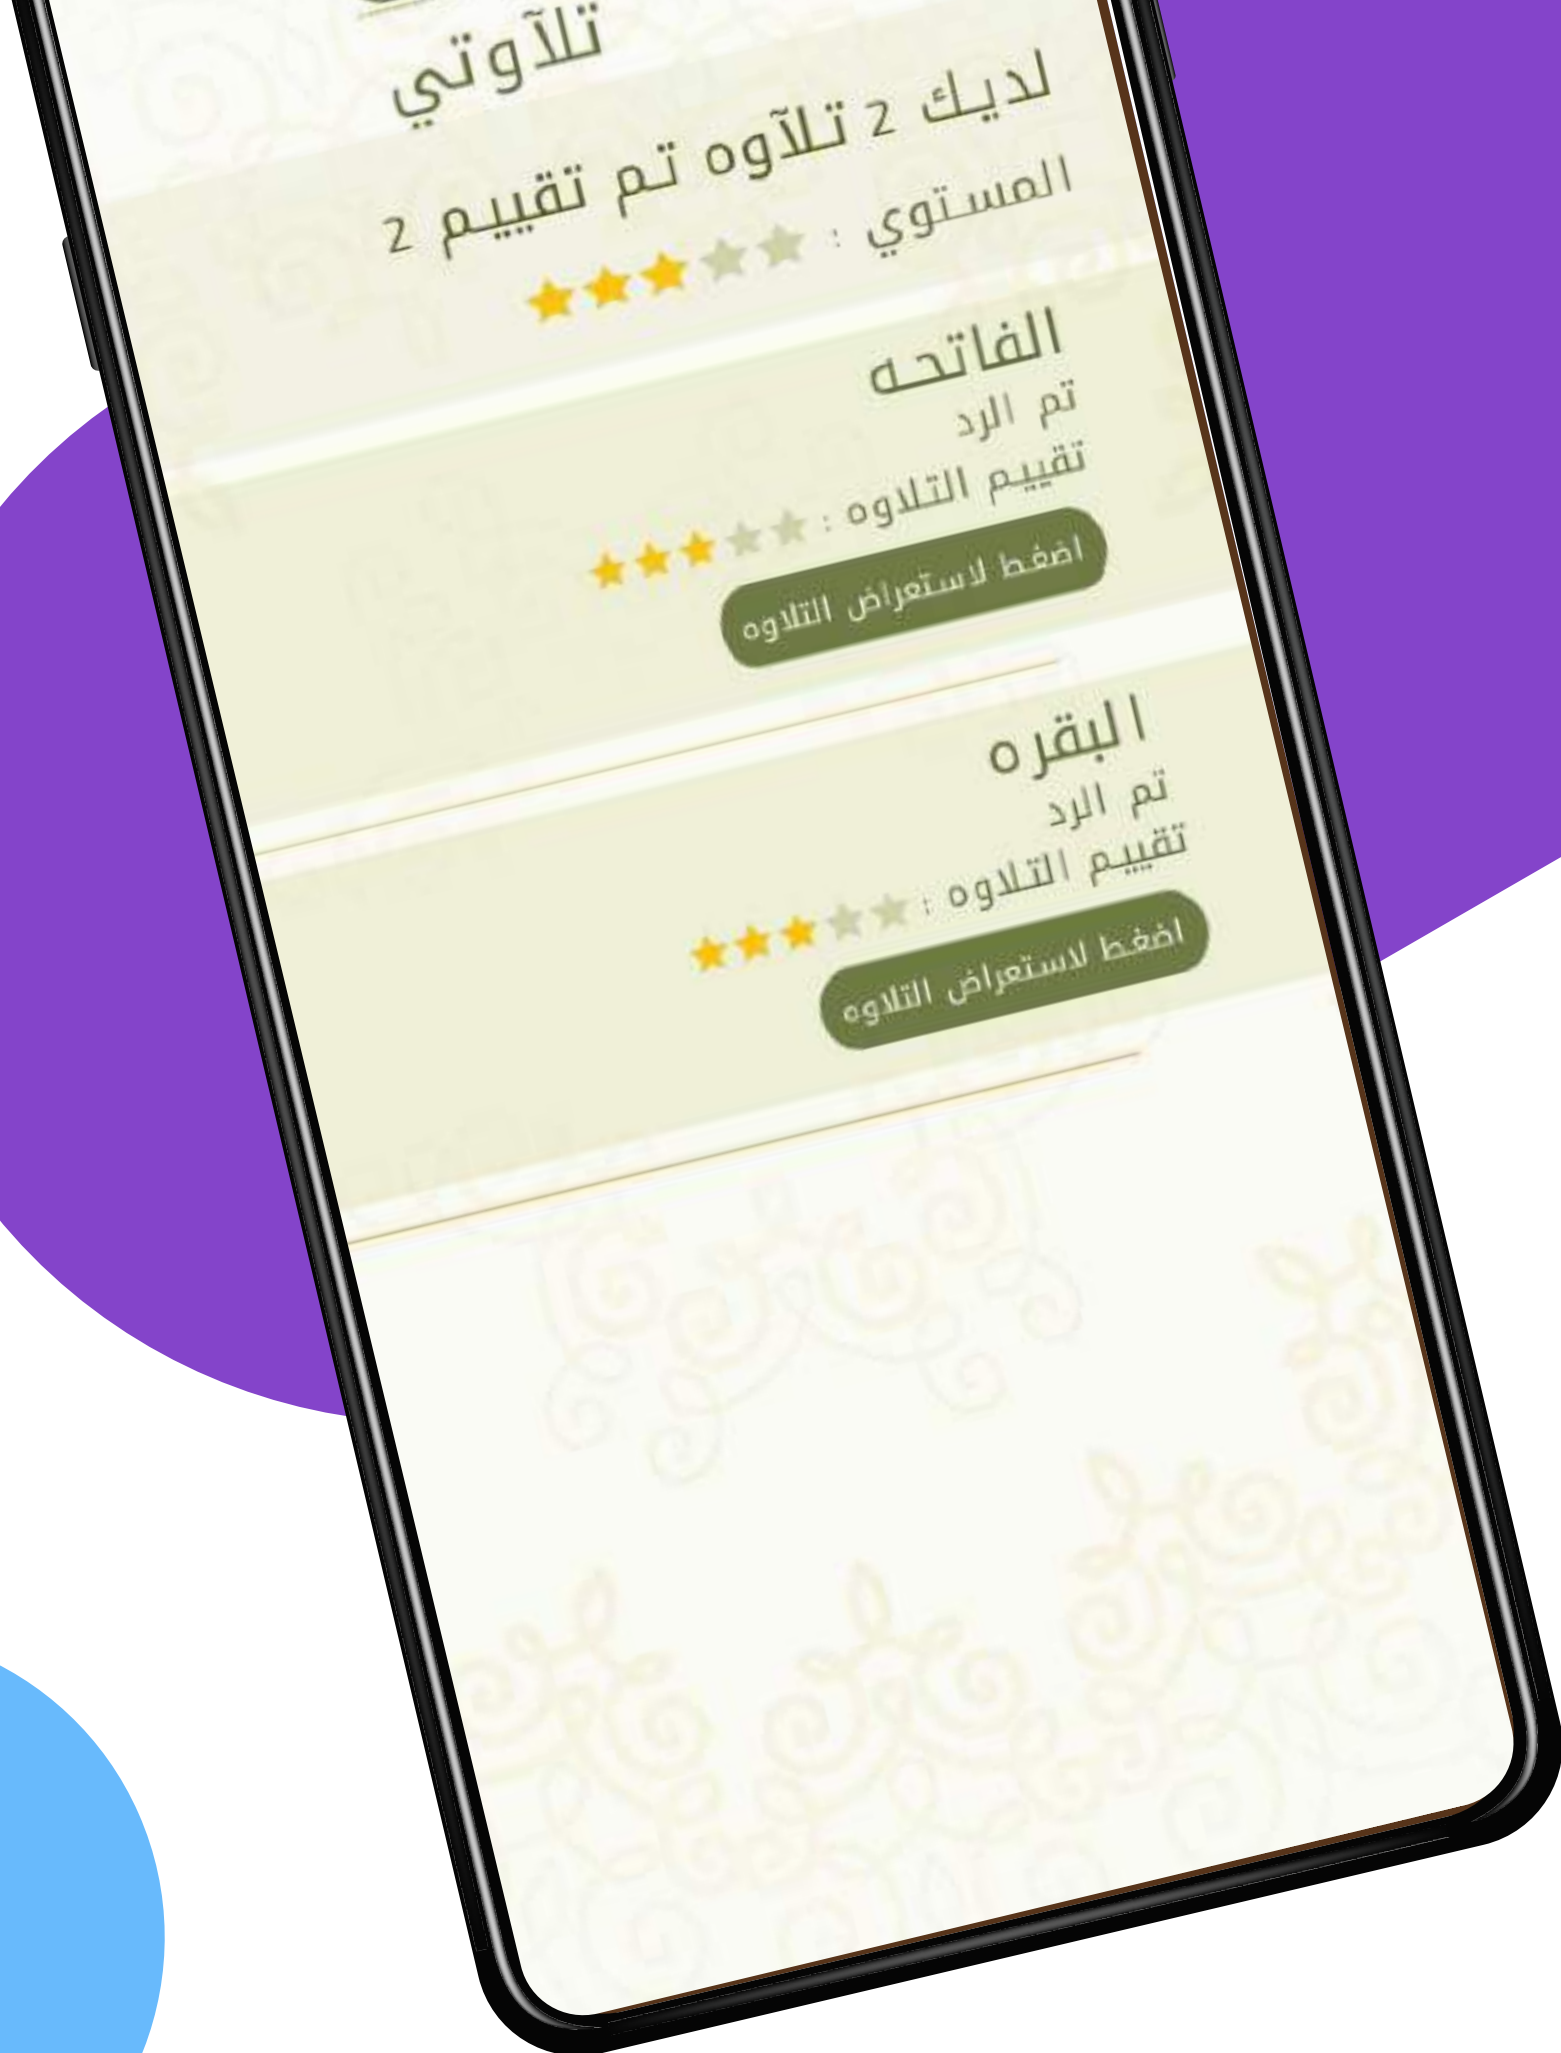 تلآوتي
لديك 2 تلآوه تم تقييم 2
المستوي :
الفاتحه
تم الرد
تقييم التلاوه :
اضغط لاستعراض التلاوه
البقره
تم الرد
تقييم التلاوه :
اضغط لاستعراض التلاوه